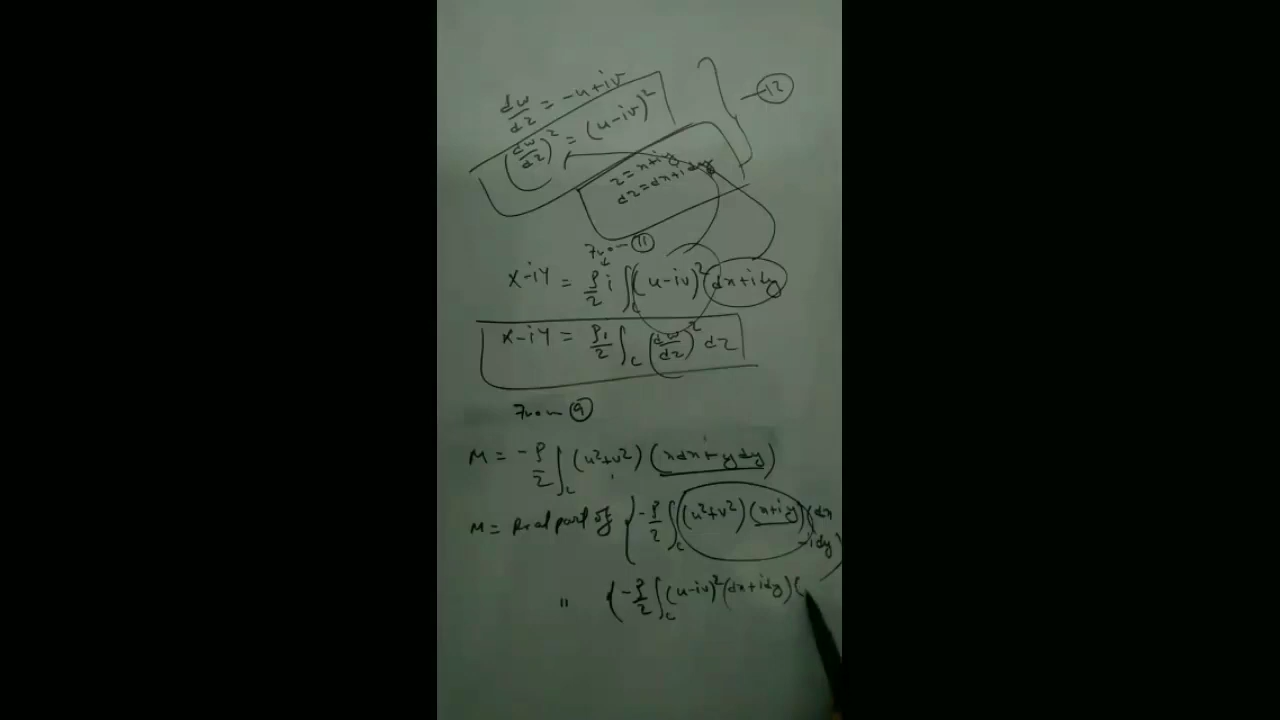 dw/dz = -u+iv
(dw/dz)² = (u-iv)²
12
z = x+iy
dz = dx+idy
From 11
X-iY = ρ/2 i ∫c (u-iv)² (dx+idy
X-iY = ρi/2 ∫c (dw/dz)² dz
From 9
M = -ρ/2 ∫c (u²+v²) (xdx+ydy)
M = Real part of { -ρ/2 ∫c (u²+v²) (x+iy) (dx
-idy)
" { -ρ/2 ∫c (u-iv)² (dx+idy) (